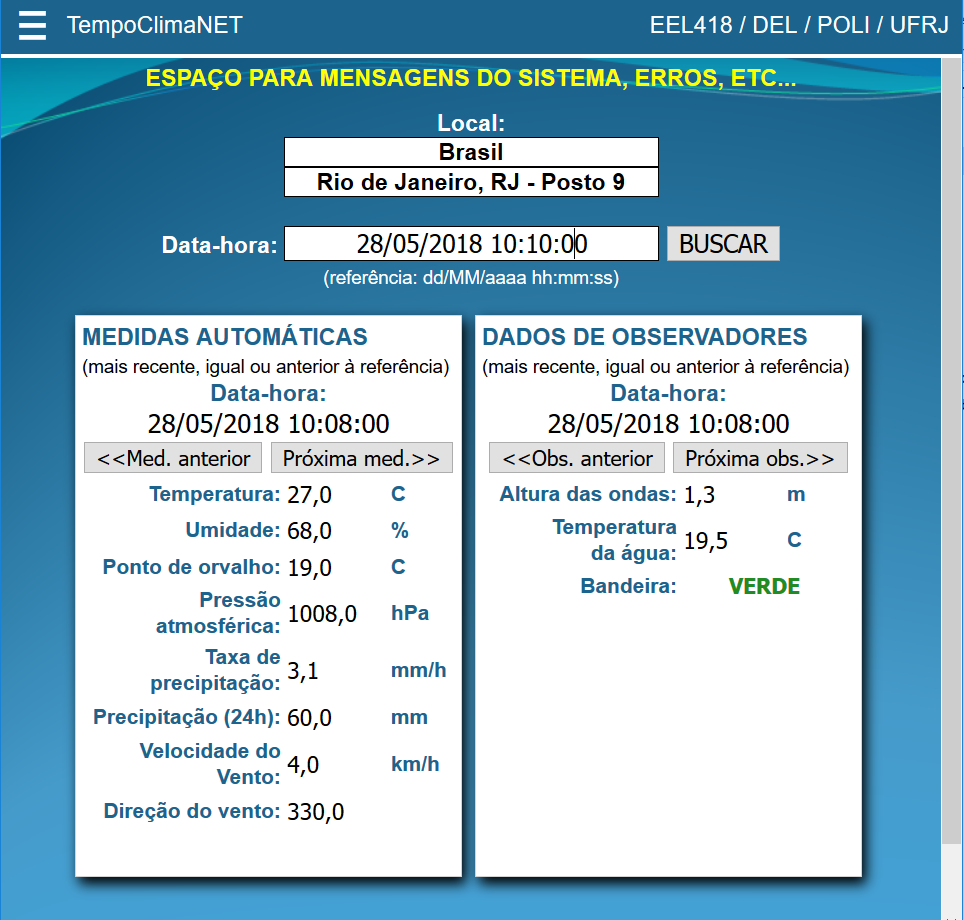 TempoClimaNET
EEL418 / DEL / POLI / UFRJ
ESPAÇO PARA MENSAGENS DO SISTEMA, ERROS, ETC...
Local:
Brasil
Rio de Janeiro, RJ - Posto 9
Data-hora: 28/05/2018 10:10:00 BUSCAR
(referência: dd/MM/aaaa hh:mm:ss)
MEDIDAS AUTOMÁTICAS
(mais recente, igual ou anterior à referência)
Data-hora:
28/05/2018 10:08:00
<<Med. anterior Próxima med.>>
Temperatura: 27,0 C
Umidade: 68,0 %
Ponto de orvalho: 19,0 C
Pressão
atmosférica: 1008,0 hPa
Taxa de
precipitação: 3,1 mm/h
Precipitação (24h): 60,0 mm
Velocidade do
Vento: 4,0 km/h
Direção do vento: 330,0
DADOS DE OBSERVADORES
(mais recente, igual ou anterior à referência)
Data-hora:
28/05/2018 10:08:00
<<Obs. anterior Próxima obs.>>
Altura das ondas: 1,3 m
Temperatura
da água: 19,5 C
Bandeira: VERDE